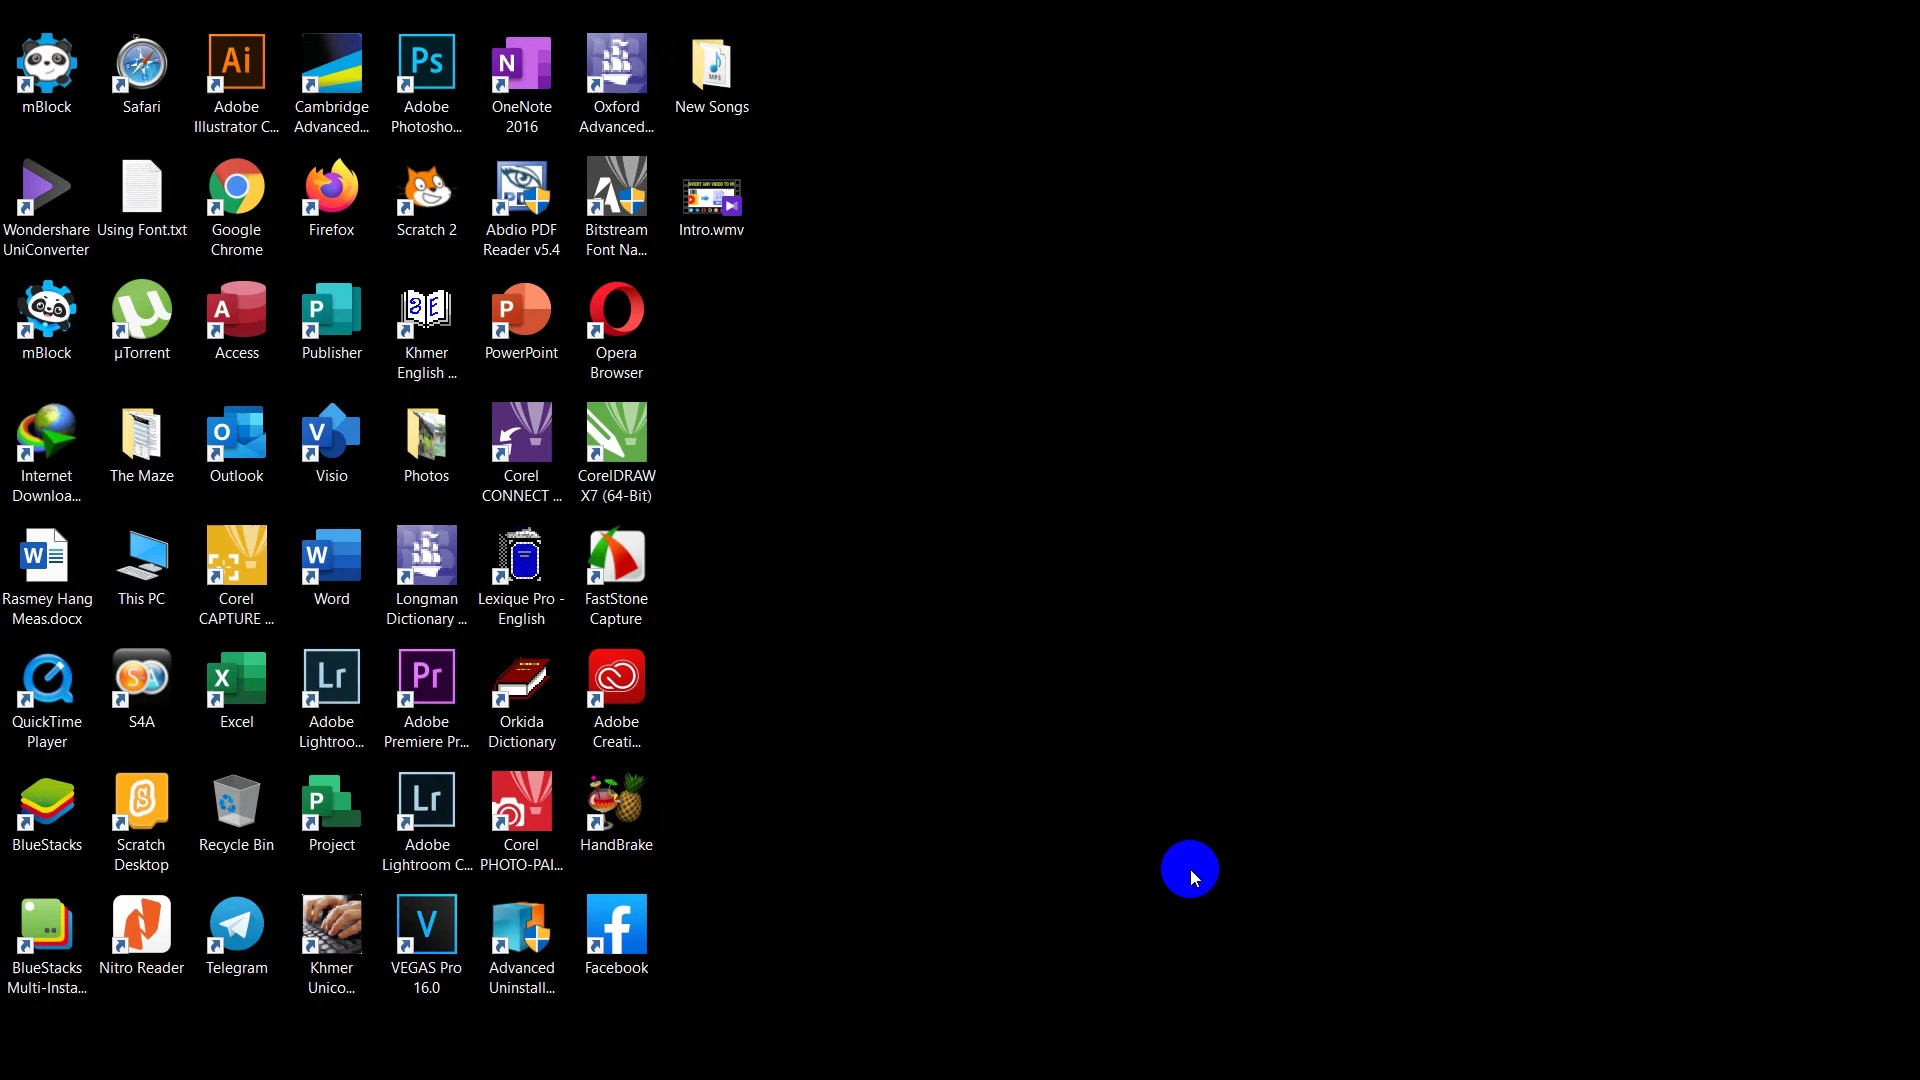 mBlock
Safari
Adobe
Illustrator C...
Cambridge
Advanced...
Adobe
Photosho...
OneNote
2016
Oxford
Advanced...
New Songs
Wondershare
UniConverter
Using Font.txt
Google
Chrome
Firefox
Scratch 2
Abdio PDF
Reader v5.4
Bitstream
Font Na...
Intro.wmv
mBlock
µTorrent
Access
Publisher
Khmer
English ...
PowerPoint
Opera
Browser
Internet
Downloa...
The Maze
Outlook
Visio
Photos
Corel
CONNECT ...
CorelDRAW
X7 (64-Bit)
Rasmey Hang
Meas.docx
This PC
Corel
CAPTURE ...
Word
Longman
Dictionary ...
Lexique Pro -
English
FastStone
Capture
QuickTime
Player
S4A
Excel
Adobe
Lightroo...
Adobe
Premiere Pr...
Orkida
Dictionary
Adobe
Creati...
BlueStacks
Scratch
Desktop
Recycle Bin
Project
Adobe
Lightroom C...
Corel
PHOTO-PAI...
HandBrake
BlueStacks
Multi-Insta...
Nitro Reader
Telegram
Khmer
Unico...
VEGAS Pro
16.0
Advanced
Uninstall...
Facebook